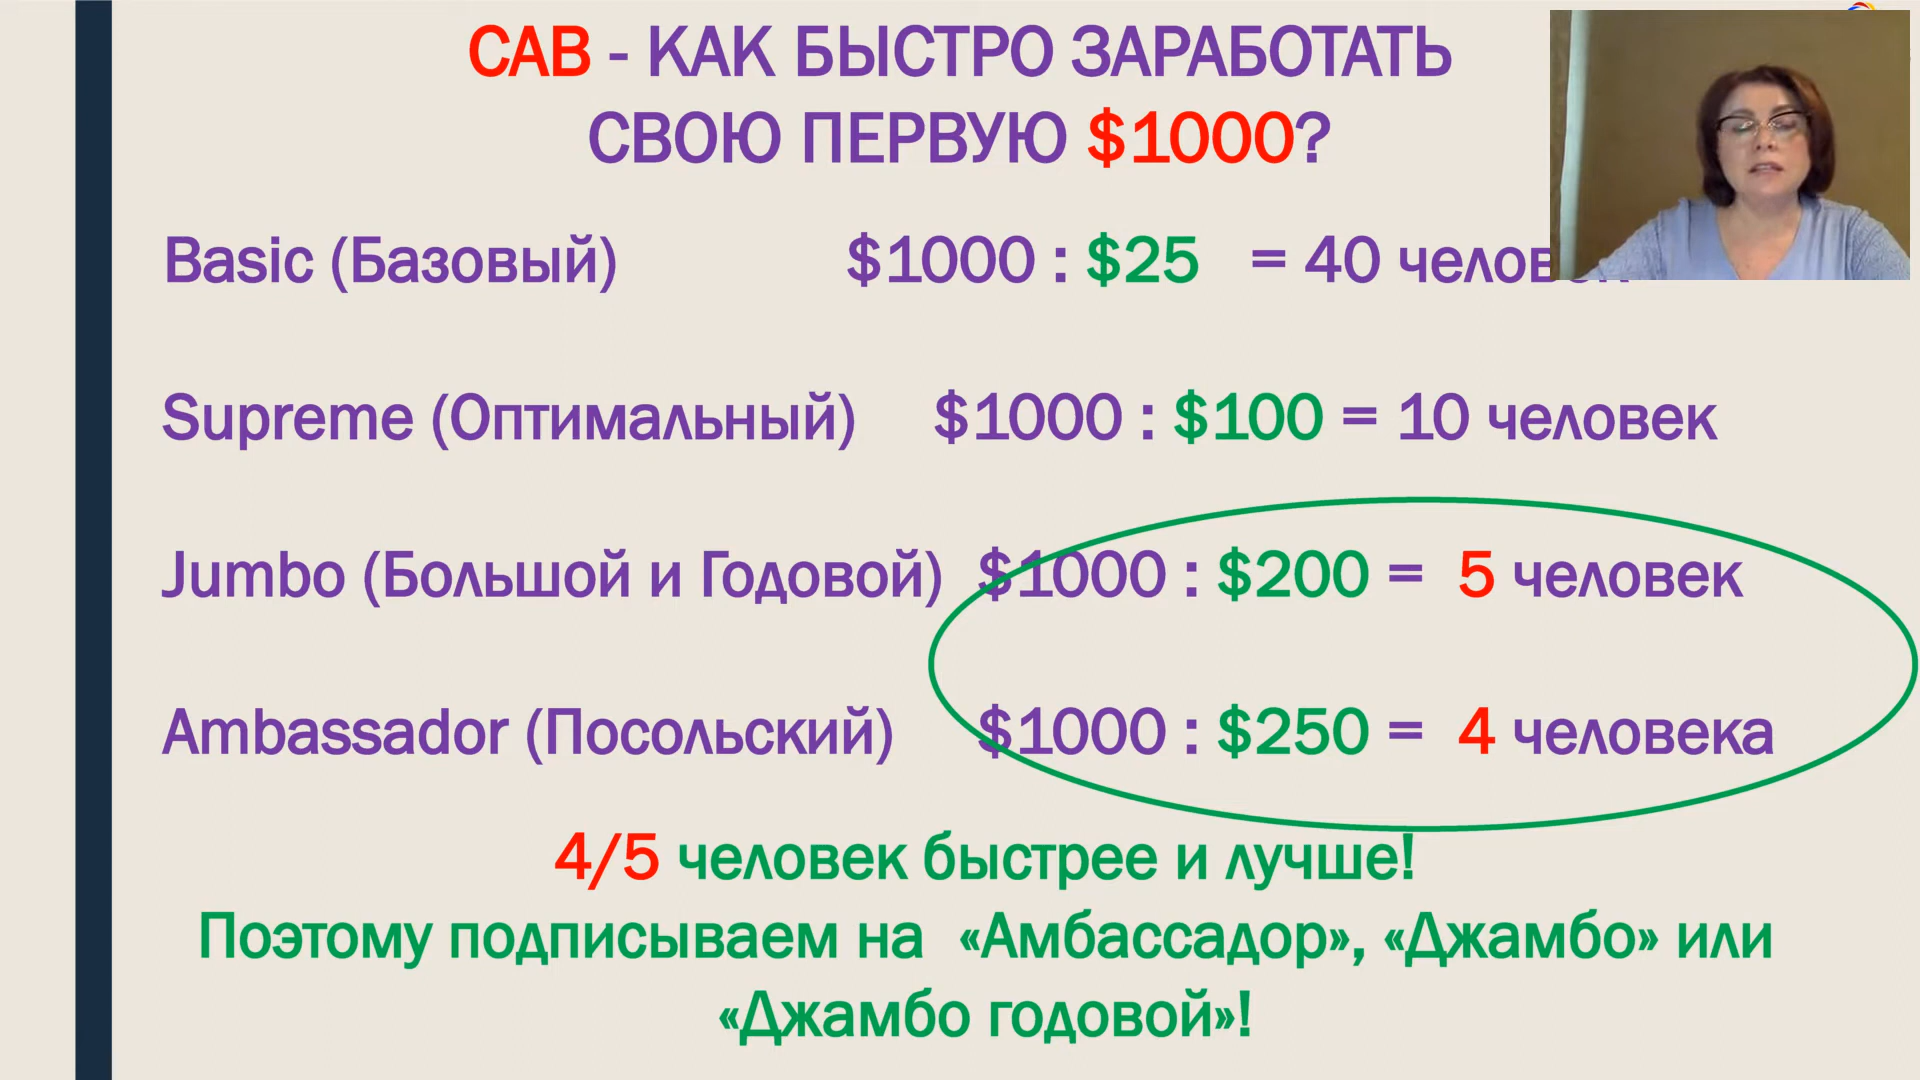 САВ - КАК БЫСТРО ЗАРАБОТАТЬ
СВОЮ ПЕРВУЮ $1000?
Basic (Базовый) $1000 : $25 = 40
Supreme (Оптимальный) $1000 : $100 = 10 человек
Jumbo (Большой и Годовой) $1000 : $200 = 5 человек
Ambassador (Посольский) $1000 : $250 = 4 человека
4/5 человек быстрее и лучше!
Поэтому подписываем на «Амбассадор», «Джамбо» или
«Джамбо годовой»!